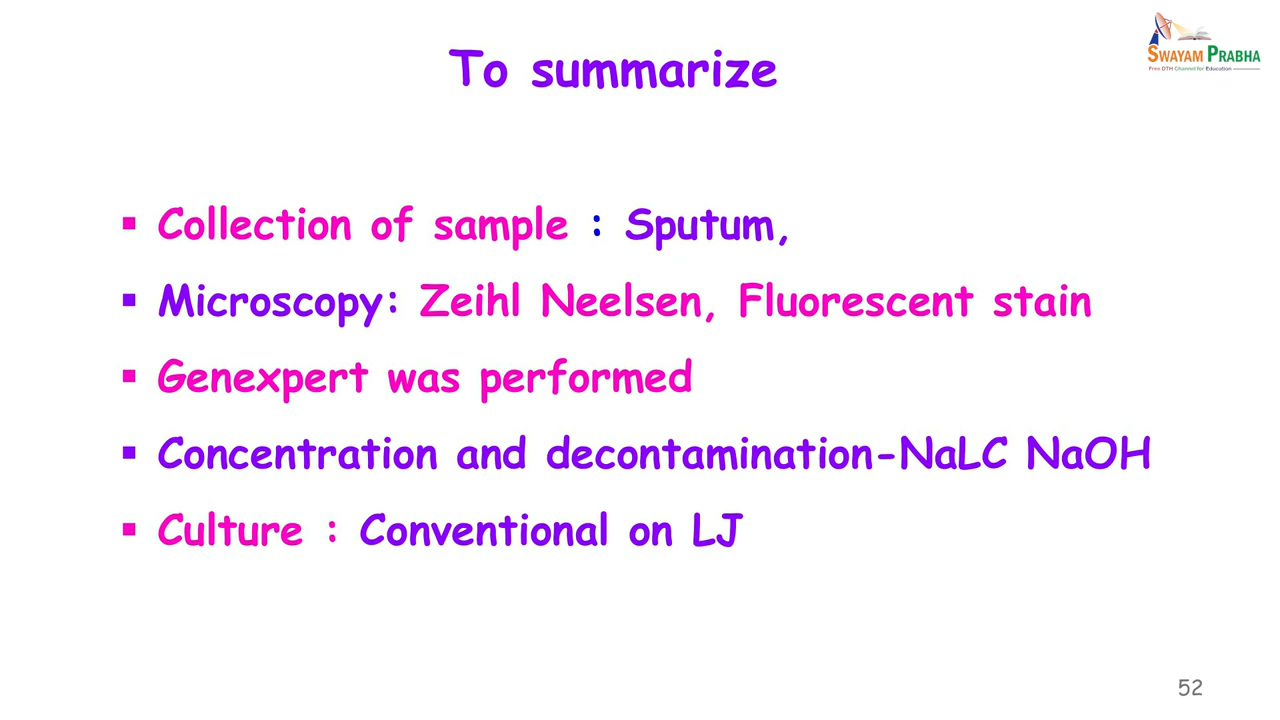 SWAYAM PRABHA
Free DTH Channel for Education
To summarize
▪ Collection of sample : Sputum,
▪ Microscopy: Zeihl Neelsen, Fluorescent stain
▪ Genexpert was performed
▪ Concentration and decontamination-NaLC NaOH
▪ Culture : Conventional on LJ
52